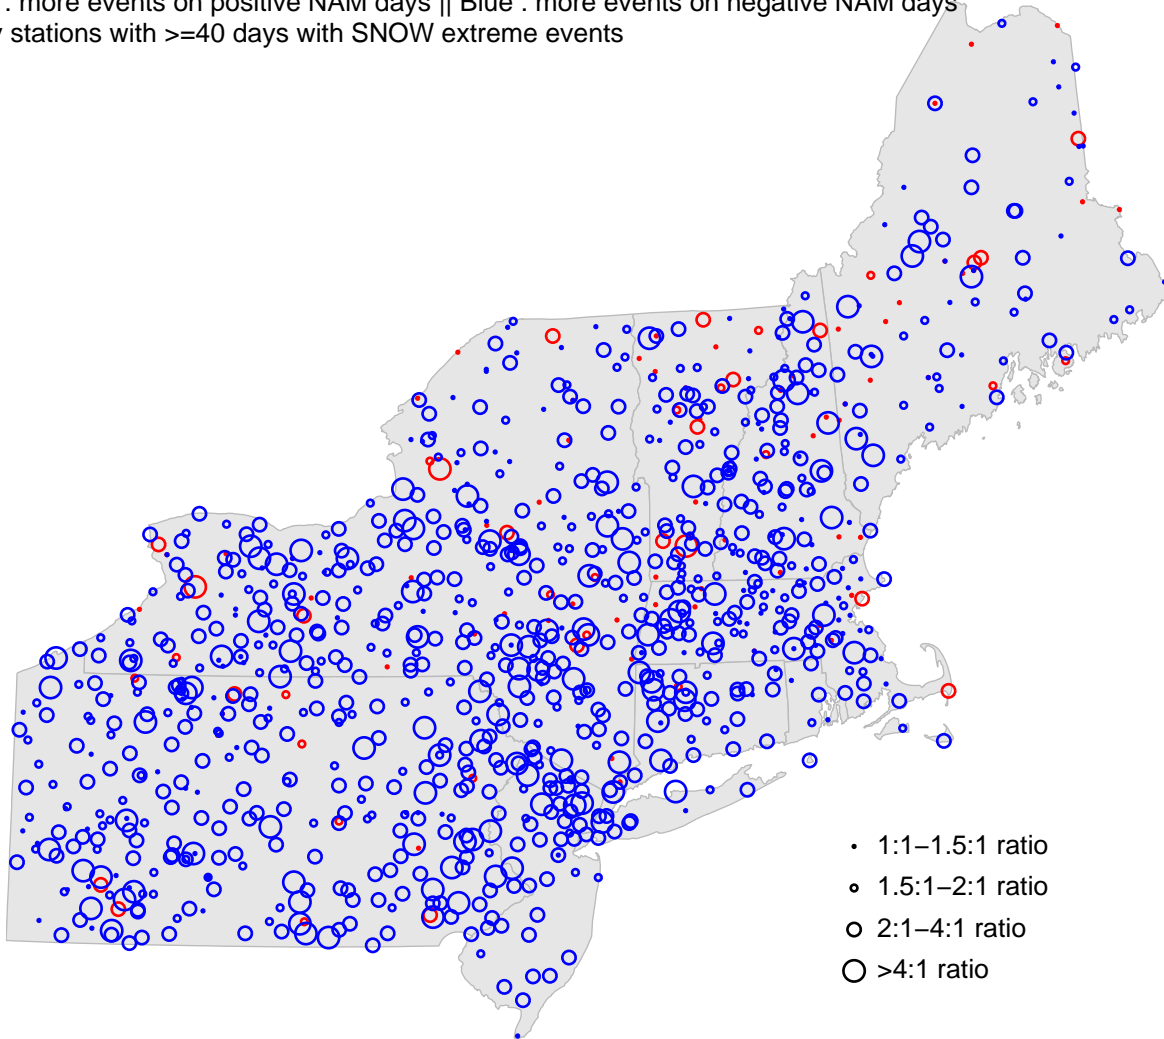 : more events on positive NAM days || Blue : more events on negative NAM days
stations with >=40 days with SNOW extreme events
1:1–1.5:1 ratio
1.5:1–2:1 ratio
2:1–4:1 ratio
>4:1 ratio